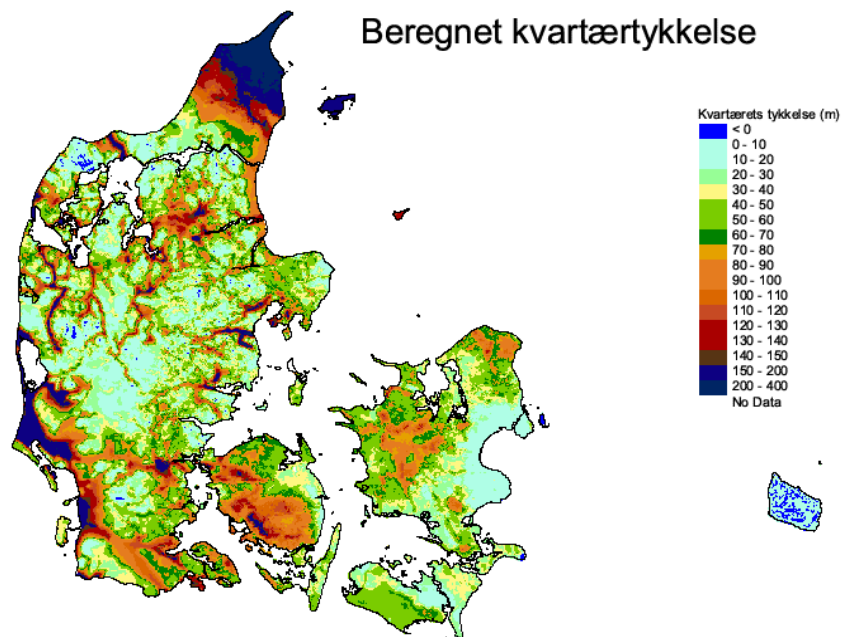 Beregnet kvartærtykkelse
Kvartærets tykkelse (m)
< 0
0 - 10
10 - 20
20 - 30
30 - 40
40 - 50
50 - 60
60 - 70
70 - 80
80 - 90
90 - 100
100 - 110
110 - 120
120 - 130
130 - 140
140 - 150
150 - 200
200 - 400
No Data